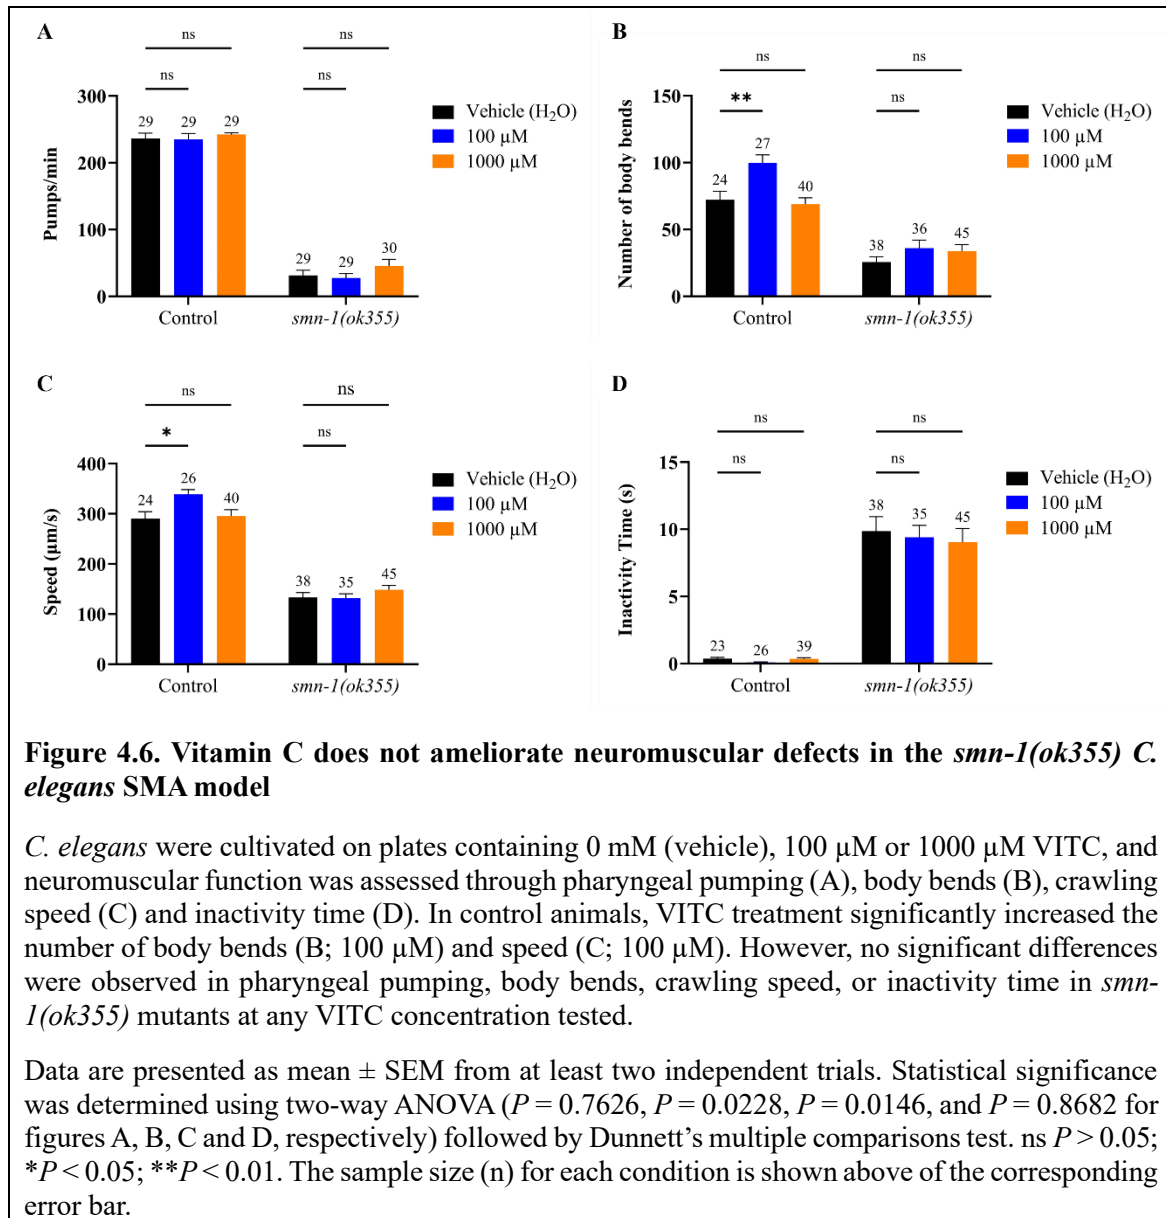 A
ns
ns
ns
ns
300
200
100
0
Pumps/min
29
29
29
29
29
30
Control
smn-1(ok355)
Vehicle (H₂O)
100 µM
1000 µM
B
ns
**
ns
ns
150
100
50
0
Number of body bends
24
27
40
38
36
45
Control
smn-1(ok355)
Vehicle (H₂O)
100 µM
1000 µM
C
ns
*
ns
ns
400
300
200
100
0
Speed (µm/s)
24
26
40
38
35
45
Control
smn-1(ok355)
Vehicle (H₂O)
100 µM
1000 µM
D
ns
ns
ns
ns
15
10
5
0
Inactivity Time (s)
23
26
39
38
35
45
Control
smn-1(ok355)
Vehicle (H₂O)
100 µM
1000 µM
Figure 4.6. Vitamin C does not ameliorate neuromuscular defects in the smn-1(ok355) C.
elegans SMA model
C. elegans were cultivated on plates containing 0 mM (vehicle), 100 µM or 1000 µM VITC, and
neuromuscular function was assessed through pharyngeal pumping (A), body bends (B), crawling
speed (C) and inactivity time (D). In control animals, VITC treatment significantly increased the
number of body bends (B; 100 µM) and speed (C; 100 µM). However, no significant differences
were observed in pharyngeal pumping, body bends, crawling speed, or inactivity time in smn-
1(ok355) mutants at any VITC concentration tested.
Data are presented as mean ± SEM from at least two independent trials. Statistical significance
was determined using two-way ANOVA (P = 0.7626, P = 0.0228, P = 0.0146, and P = 0.8682 for
figures A, B, C and D, respectively) followed by Dunnett’s multiple comparisons test. ns P > 0.05;
*P < 0.05; **P < 0.01. The sample size (n) for each condition is shown above of the corresponding
error bar.